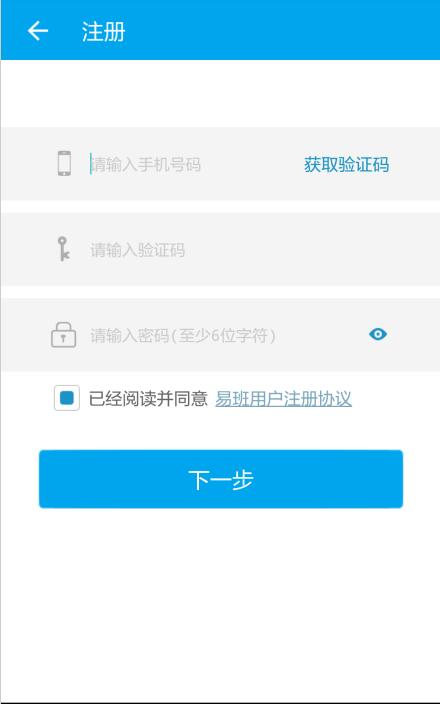 注册
请输入手机号码 获取验证码
请输入验证码
请输入密码(至少6位字符)
已经阅读并同意 易班用户注册协议
下一步